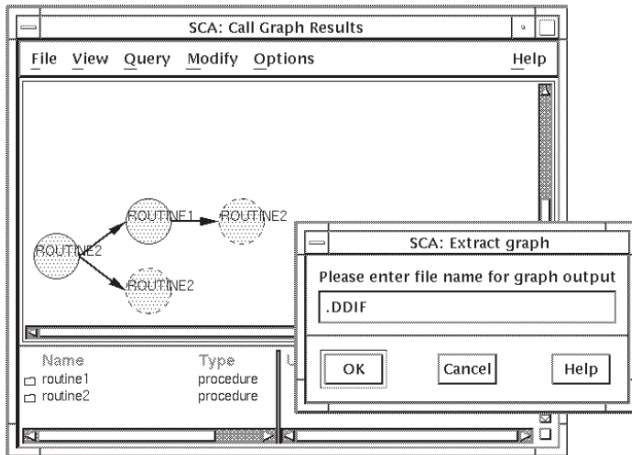 SCA: Call Graph Results
File View Query Modify Options Help
ROUTINE1 ROUTINE2
ROUTINE2
ROUTINE2
SCA: Extract graph
Please enter file name for graph output
.DDIF
OK Cancel Help
Name Type
routine1 procedure
routine2 procedure